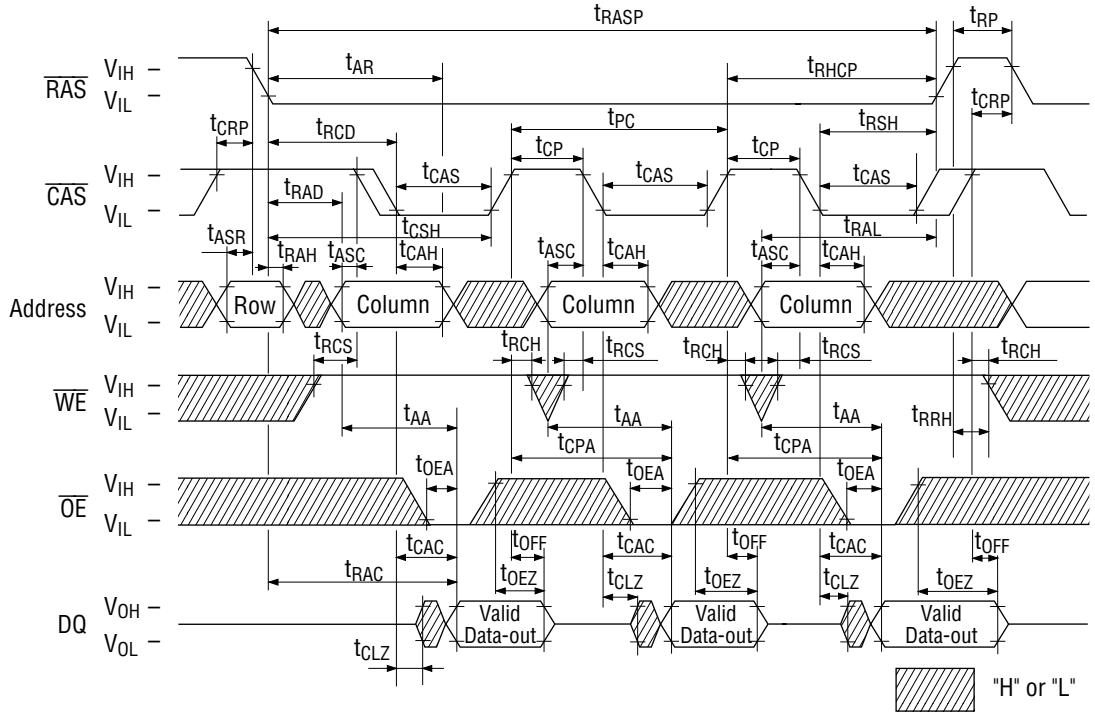 tRASP tRP
tAR tRHCP
RAS VIH VIL
tCRP tRCD tPC tRSH tCRP
tCP tCP
CAS VIH VIL
tCAS tCAS tCAS
tRAD tCSH tRAL
tASR tRAH tASC tCAH tASC tCAH tASC tCAH
Address VIH VIL
Row Column Column Column
tRCS tRCH tRCS tRCH tRCS tRCH
WE VIH VIL
tAA tAA tAA tRRH
tCPA tCPA
tOEA tOEA tOEA
OE VIH VIL
tCAC tOFF tCAC tOFF tCAC tOFF
tRAC tOEZ tCLZ tOEZ tCLZ tOEZ
DQ VOH VOL
Valid Data-out Valid Data-out Valid Data-out
tCLZ
"H" or "L"